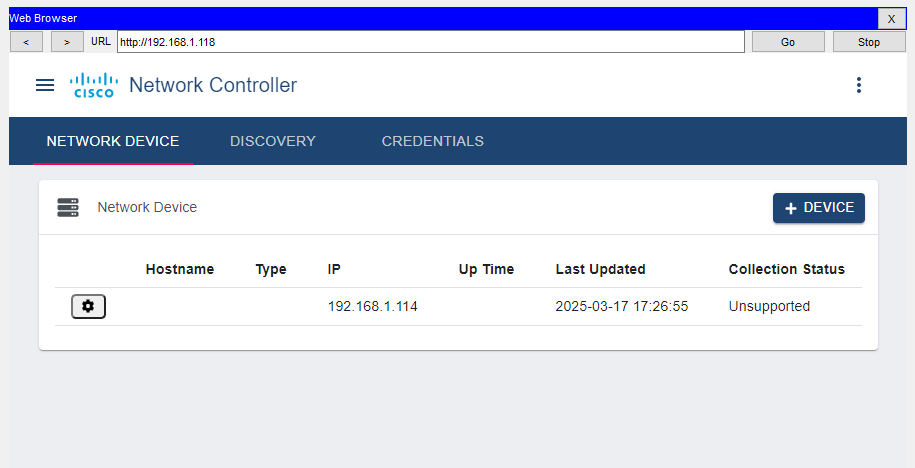 Web Browser X
< > URL http://192.168.1.118 Go Stop
CISCO Network Controller
NETWORK DEVICE DISCOVERY CREDENTIALS
Network Device + DEVICE
Hostname Type IP Up Time Last Updated Collection Status
192.168.1.114 2025-03-17 17:26:55 Unsupported